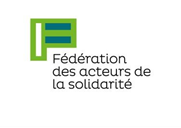 Fédération
des acteurs de
la solidarité